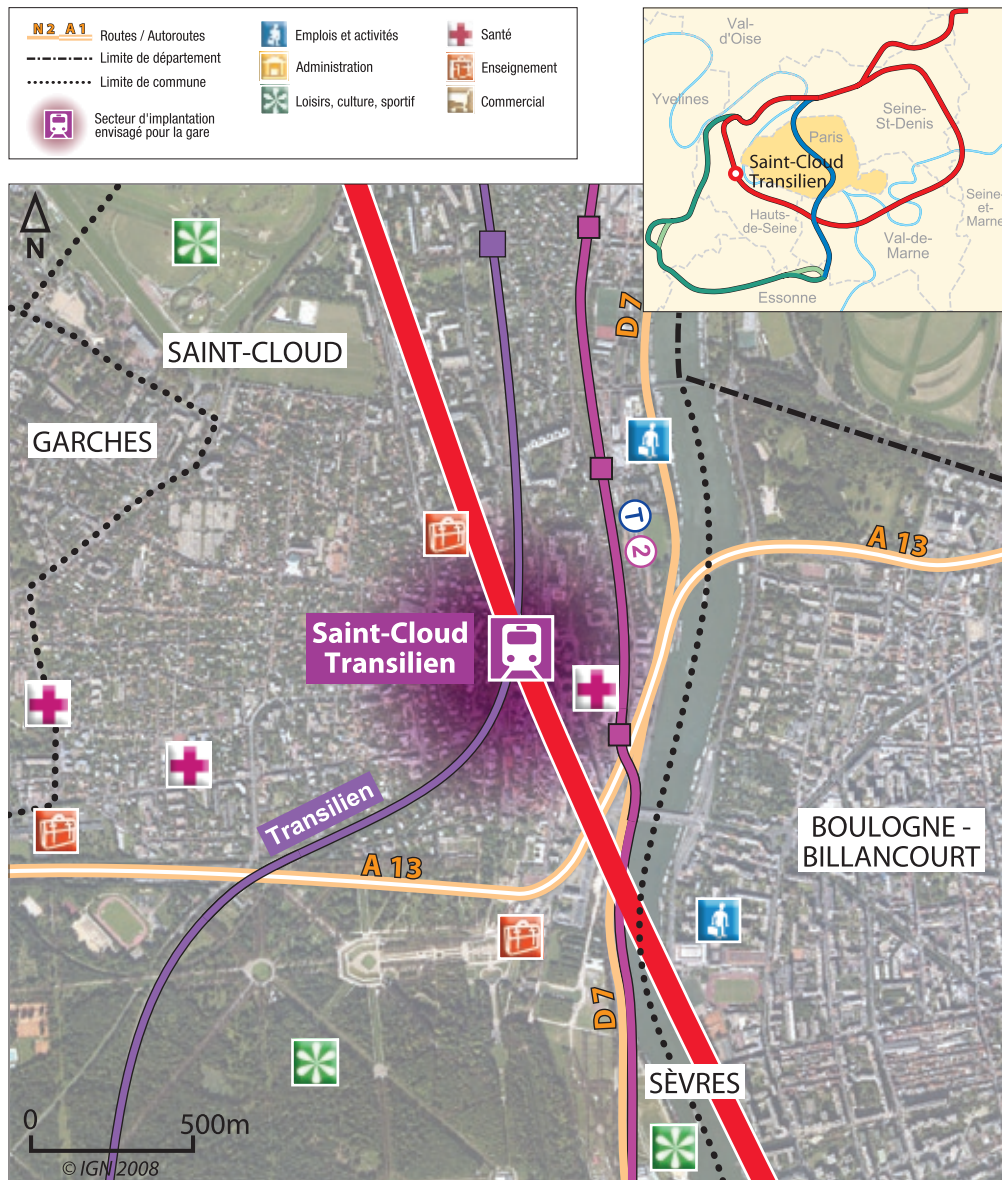 N2 A1
Routes / Autoroutes
Limite de département
Limite de commune
Secteur d'implantation
envisagé pour la gare
Emplois et activités
Administration
Loisirs, culture, sportif
Santé
Enseignement
Commercial
Val-
d'Oise
Yvelines
Seine-
St-Denis
Paris
Saint-Cloud
Transilien
Hauts-
de-Seine
Seine-
et-
Marne
Val-de-
Marne
Essonne
N
D 7
SAINT-CLOUD
GARCHES
T
2
A 13
Saint-Cloud
Transilien
Transilien
A 13
BOULOGNE -
BILLANCOURT
D 7
SÈVRES
0
500m
© IGN 2008